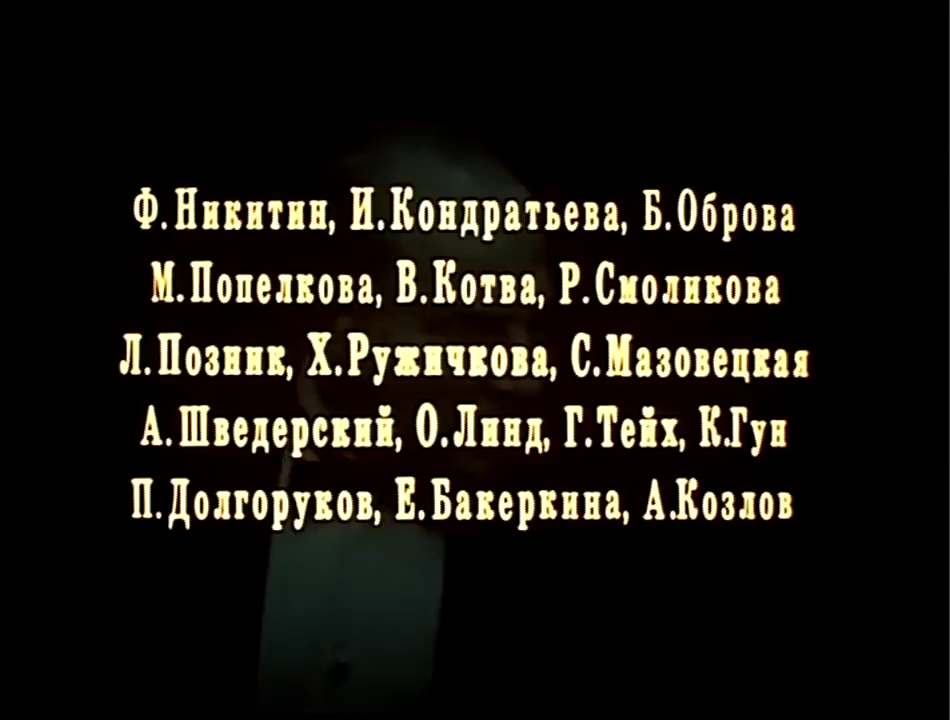 Ф.Никитин, И.Кондратьева, Б.Оброва
М.Попелкова, В.Котва, Р.Смоликова
Л.Позник, Х.Ружичкова, С.Мазовецкая
А.Шведерский, О.Линд, Г.Тейх, К.Гун
П.Долгоруков, Е.Бакеркина, А.Козлов